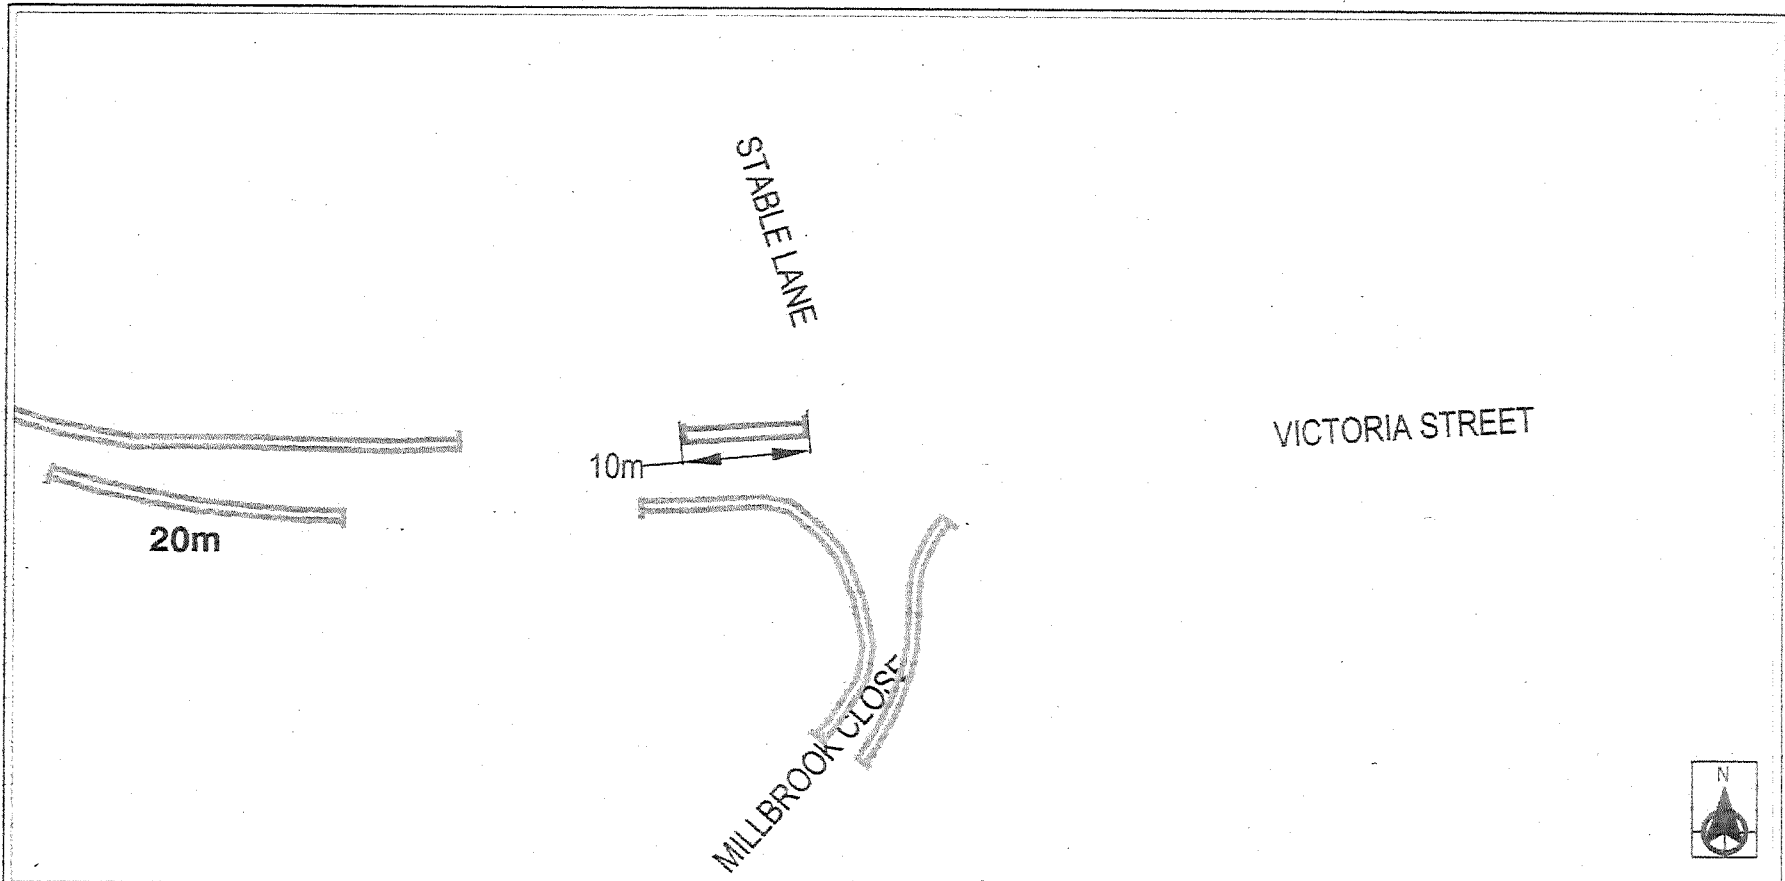 STABLE LANE
VICTORIA STREET
10m
20m
MILLBROOK CLOSE
N